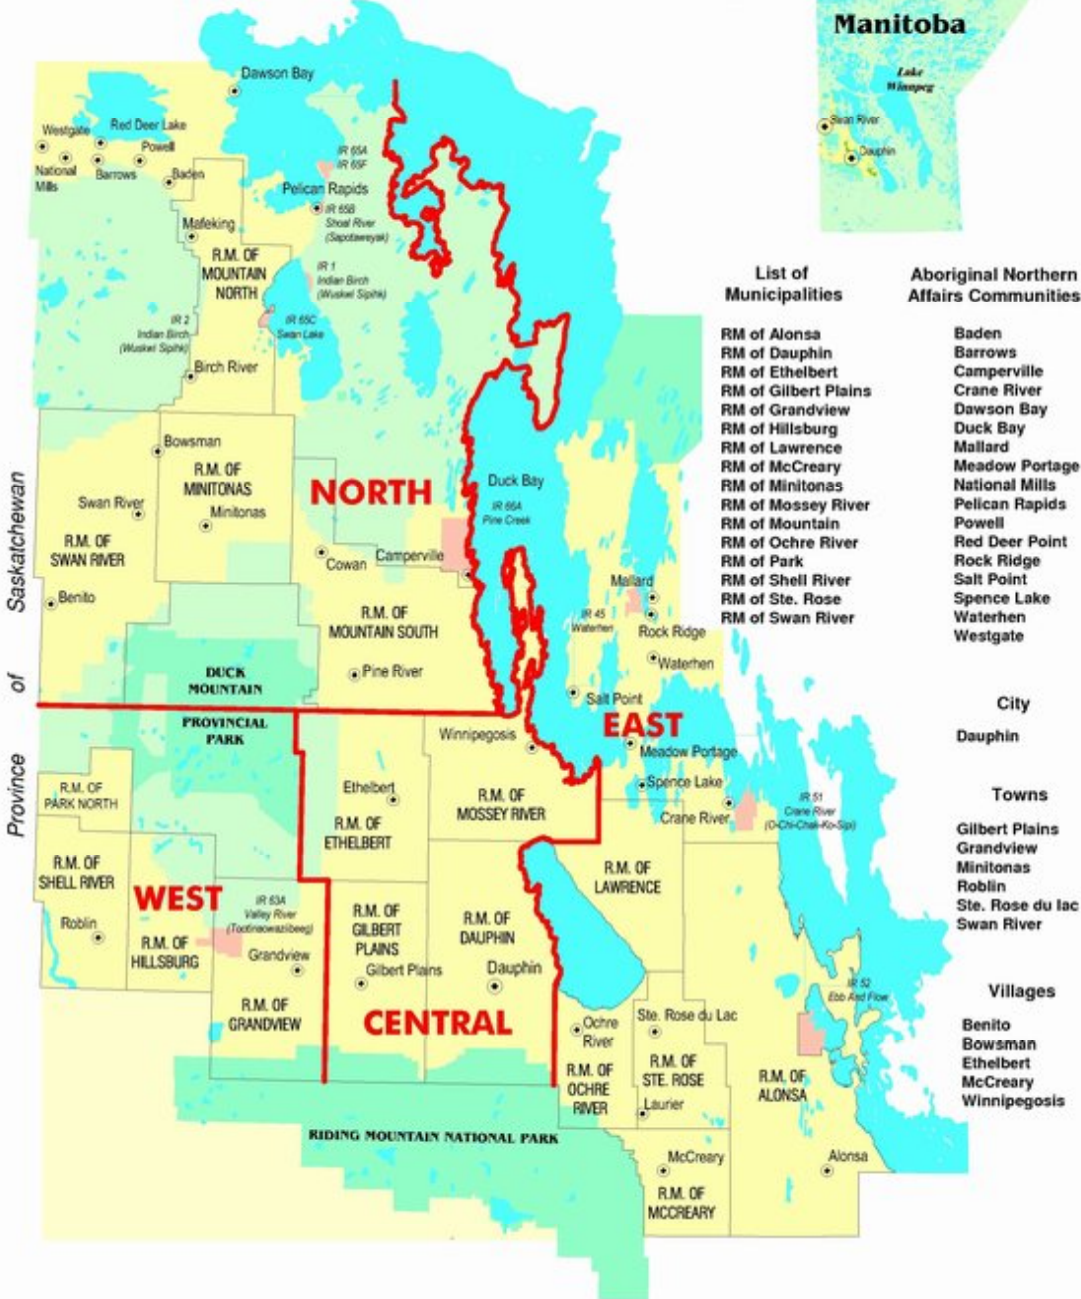 Manitoba
Lake
Winnipeg
Swan River
Dauphin
Dawson Bay
Westgate
Red Deer Lake
Powell
National
Mills
Barrows
Baden
IR 65A
IR 65F
Pelican Rapids
IR 65B
Shoal River
(Sapotaweyak)
Mafeking
R.M. OF
MOUNTAIN
NORTH
IR 1
Indian Birch
(Wuskwi Sipihk)
IR 2
Indian Birch
(Wuskwi Sipihk)
IR 65C
Swan Lake
Birch River
List of
Municipalities
RM of Alonsa
RM of Dauphin
RM of Ethelbert
RM of Gilbert Plains
RM of Grandview
RM of Hillsburg
RM of Lawrence
RM of McCreary
RM of Minitonas
RM of Mossey River
RM of Mountain
RM of Ochre River
RM of Park
RM of Shell River
RM of Ste. Rose
RM of Swan River
Aboriginal Northern
Affairs Communities
Baden
Barrows
Camperville
Crane River
Dawson Bay
Duck Bay
Mallard
Meadow Portage
National Mills
Pelican Rapids
Powell
Red Deer Point
Rock Ridge
Salt Point
Spence Lake
Waterhen
Westgate
City
Dauphin
Towns
Gilbert Plains
Grandview
Minitonas
Roblin
Ste. Rose du lac
Swan River
Villages
Benito
Bowsman
Ethelbert
McCreary
Winnipegosis
Province of Saskatchewan
Bowsman
R.M. OF
MINITONAS
Swan River
Minitonas
R.M. OF
SWAN RIVER
Benito
NORTH
Duck Bay
IR 66A
Pine Creek
Cowan
Camperville
R.M. OF
MOUNTAIN SOUTH
Pine River
Mallard
IR 45
Waterhen
Rock Ridge
Waterhen
Salt Point
DUCK
MOUNTAIN
PROVINCIAL
PARK
EAST
Winnipegosis
Meadow Portage
Spence Lake
Crane River
IR 51
Crane River
(O-Chi-Chak-Ko-Sipi)
R.M. OF
PARK NORTH
Ethelbert
R.M. OF
ETHELBERT
R.M. OF
MOSSEY RIVER
R.M. OF
SHELL RIVER
WEST
R.M. OF
LAWRENCE
Roblin
R.M. OF
HILLSBURG
IR 63A
Valley River
(Tootinaowaziibeeg)
Grandview
R.M. OF
GRANDVIEW
R.M. OF
GILBERT
PLAINS
Gilbert Plains
R.M. OF
DAUPHIN
Dauphin
CENTRAL
IR 52
Ebb And Flow
Ochre
River
Ste. Rose du Lac
R.M. OF
OCHRE
RIVER
R.M. OF
STE. ROSE
Laurier
R.M. OF
ALONSA
RIDING MOUNTAIN NATIONAL PARK
McCreary
Alonsa
R.M. OF
MCCREARY